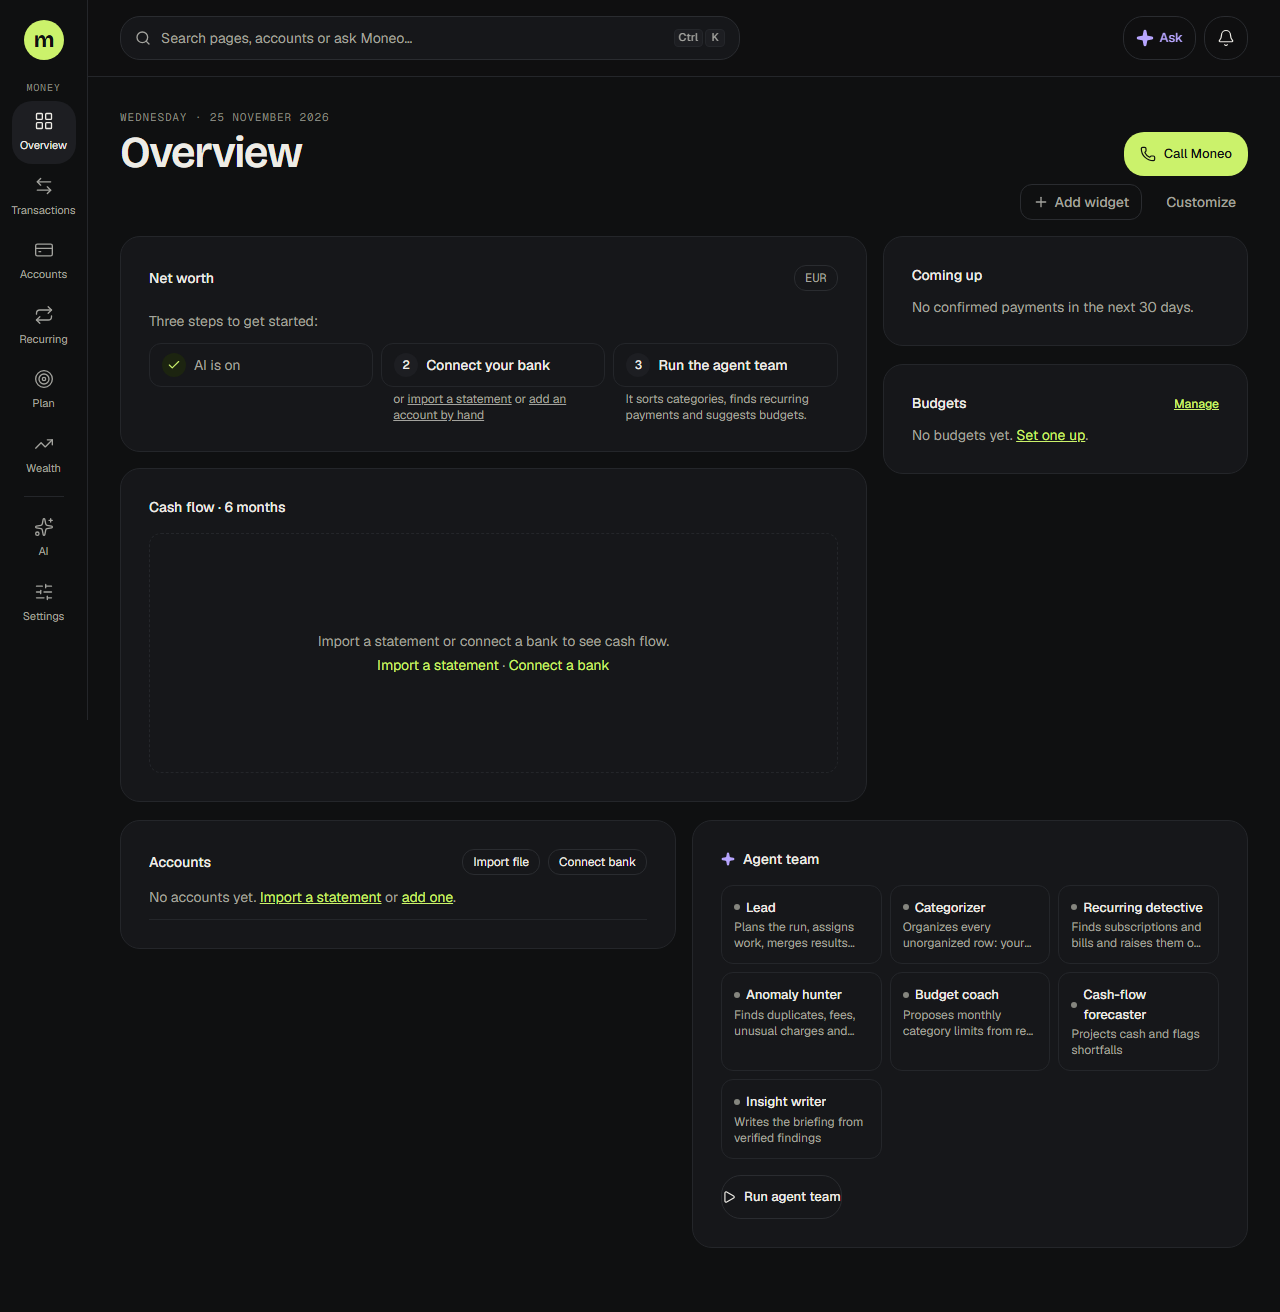 m
MONEY
Overview
Transactions
Accounts
Recurring
Plan
Wealth
AI
Settings
Search pages, accounts or ask Moneo...
Ctrl K
Ask
WEDNESDAY · 25 NOVEMBER 2026
Overview
Call Moneo
Add widget
Customize
Net worth
EUR
Three steps to get started:
AI is on
2 Connect your bank
or import a statement or add an
account by hand
3 Run the agent team
It sorts categories, finds recurring
payments and suggests budgets.
Coming up
No confirmed payments in the next 30 days.
Budgets
Manage
No budgets yet. Set one up.
Cash flow · 6 months
Import a statement or connect a bank to see cash flow.
Import a statement · Connect a bank
Accounts
Import file
Connect bank
No accounts yet. Import a statement or add one.
Agent team
Lead
Plans the run, assigns
work, merges results...
Categorizer
Organizes every
unorganized row: your...
Recurring detective
Finds subscriptions and
bills and raises them o...
Anomaly hunter
Finds duplicates, fees,
unusual charges and...
Budget coach
Proposes monthly
category limits from re...
Cash-flow
forecaster
Projects cash and flags
shortfalls
Insight writer
Writes the briefing from
verified findings
Run agent team